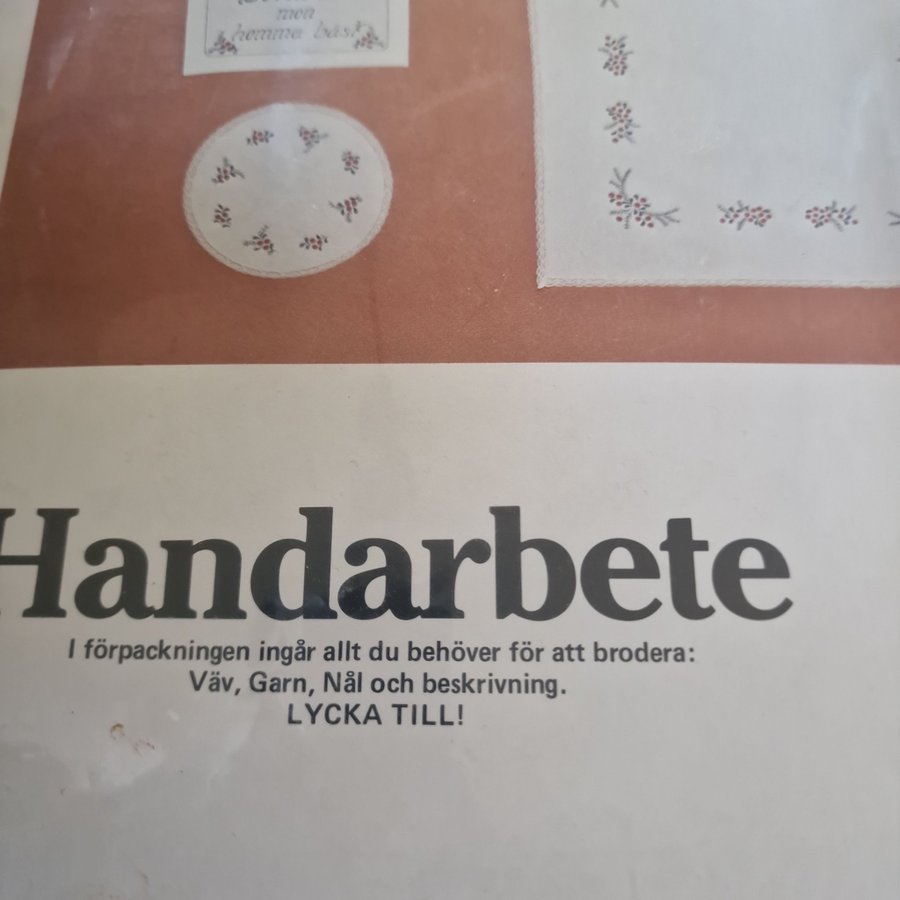 men
hemma bäst
Handarbete
I förpackningen ingår allt du behöver för att brodera:
Väv, Garn, Nål och beskrivning.
LYCKA TILL!